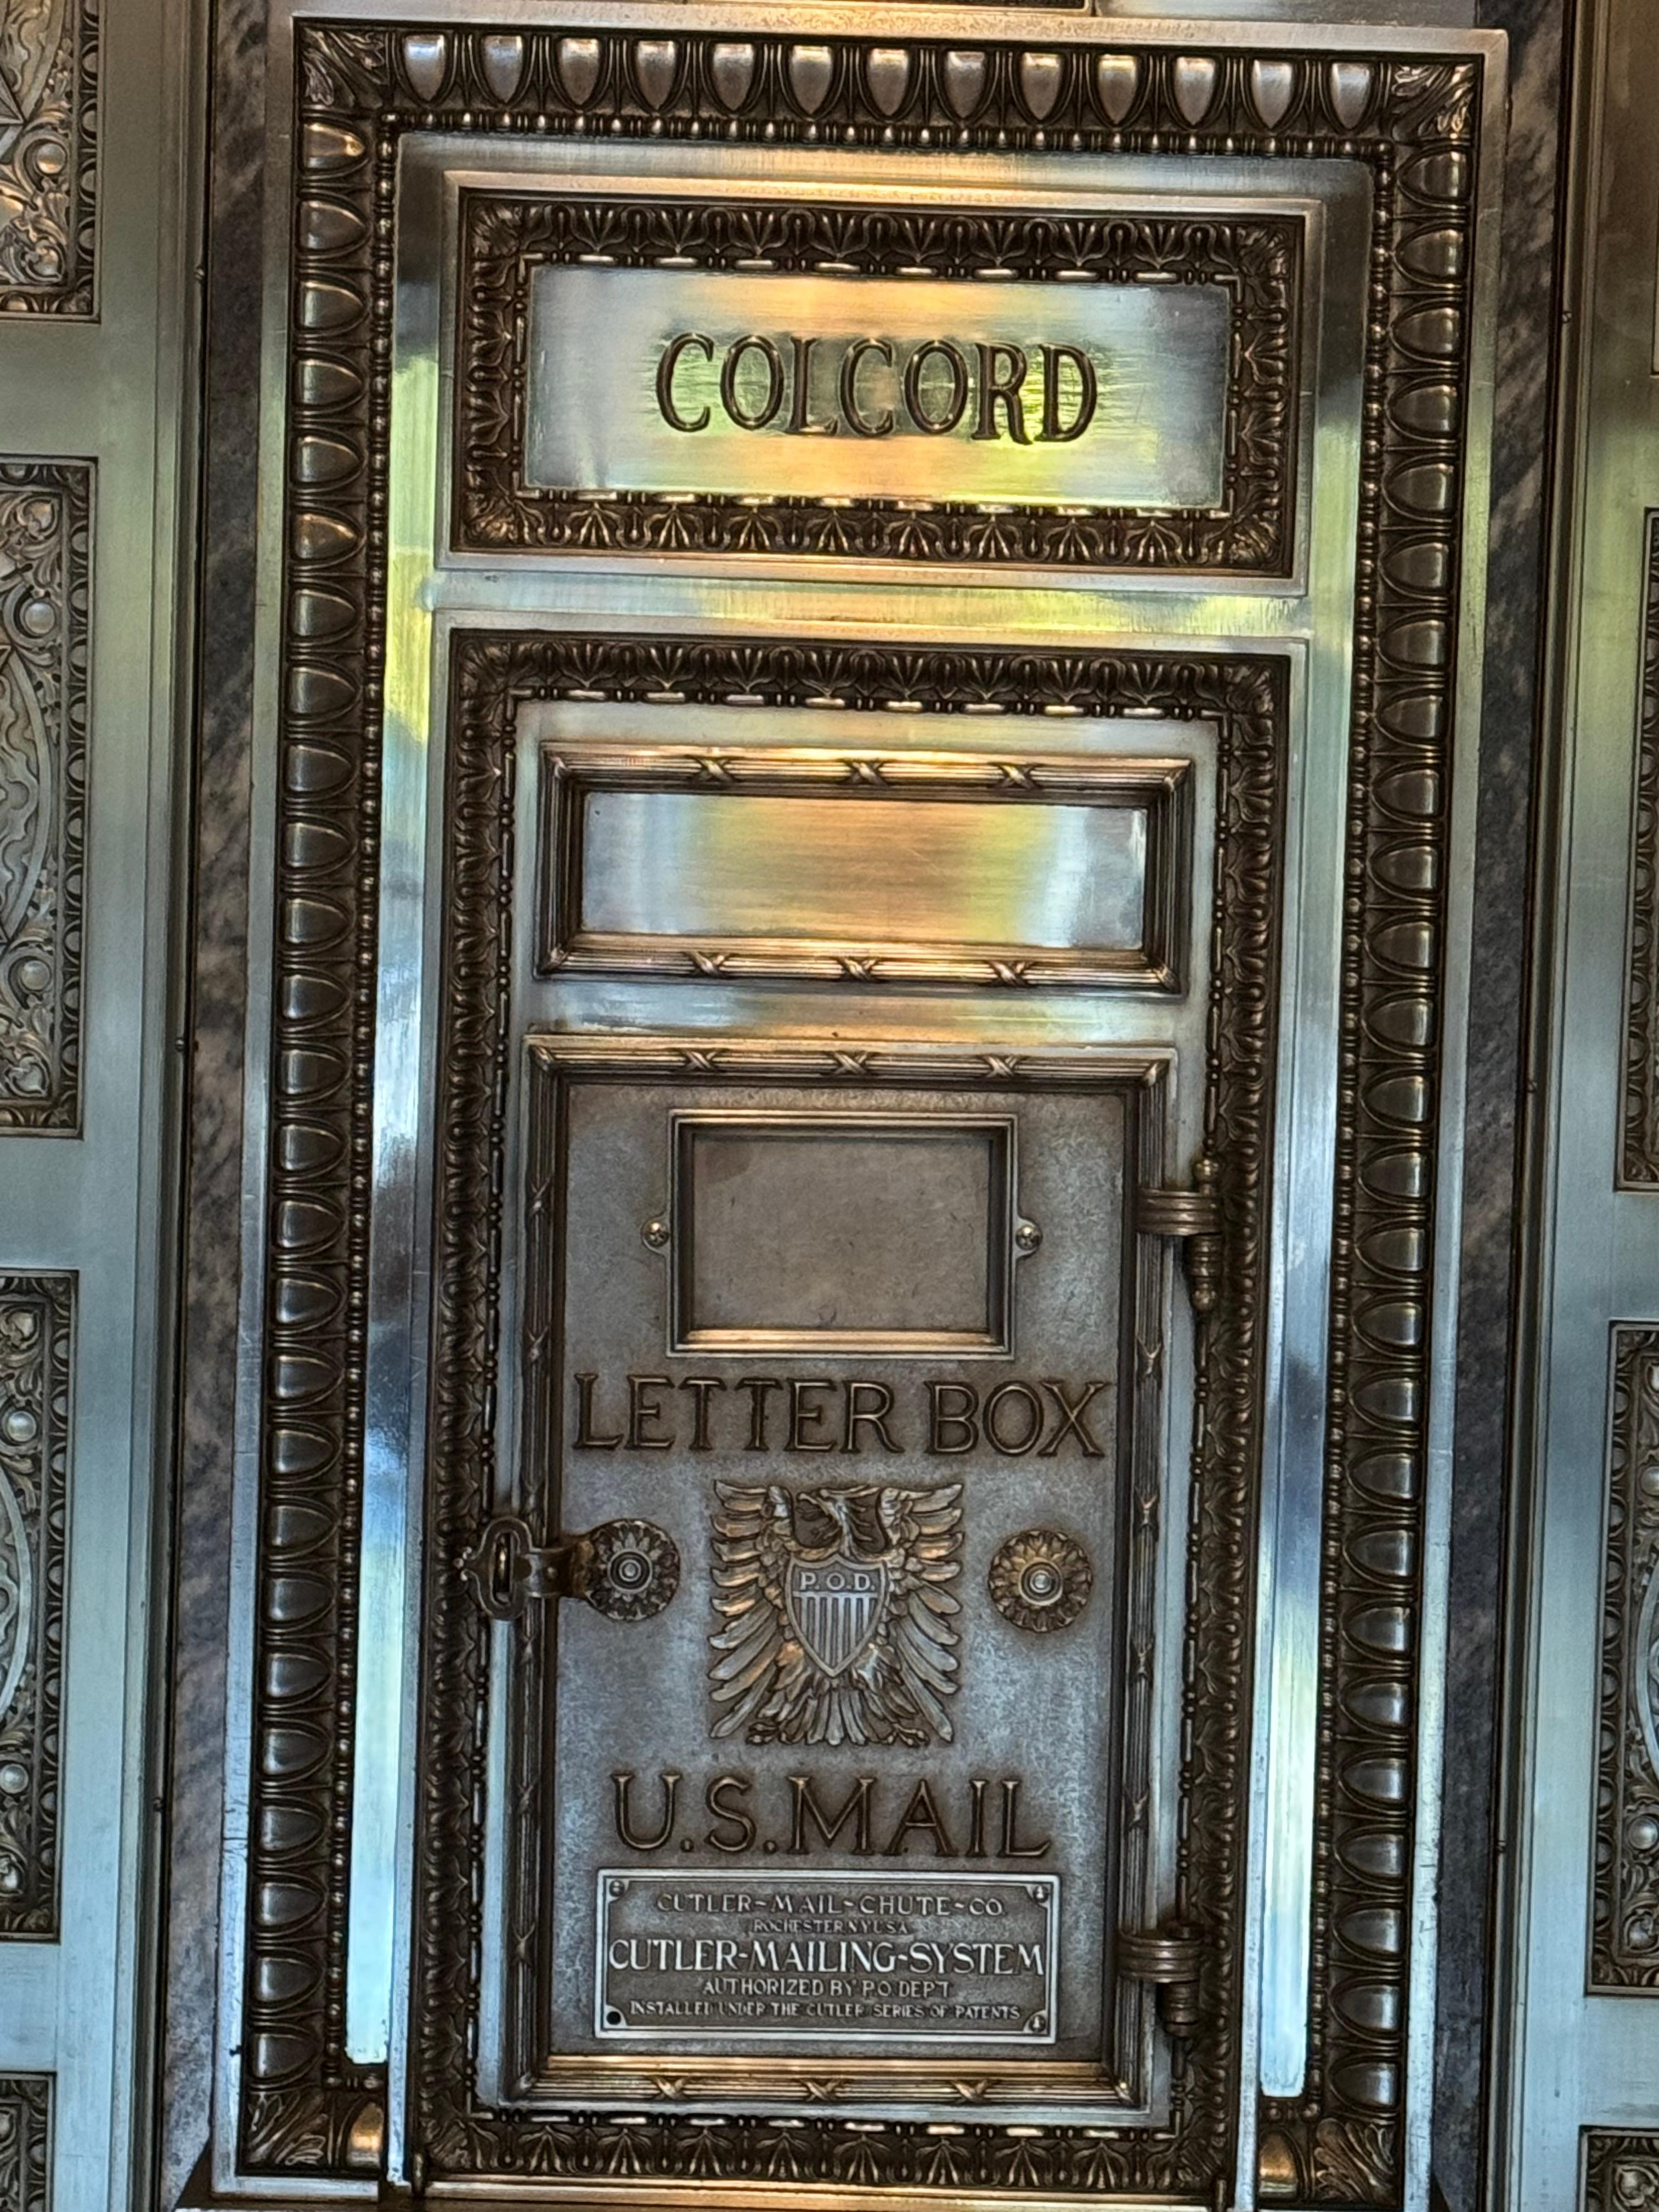 COLCORD
LETTER BOX
P.O.D.
U.S.MAIL
CUTLER-MAIL-CHUTE-CO.
ROCHESTER N.Y. U.S.A.
CUTLER-MAILING-SYSTEM
AUTHORIZED BY P.O. DEPT.
INSTALLED UNDER THE CUTLER SERIES OF PATENTS